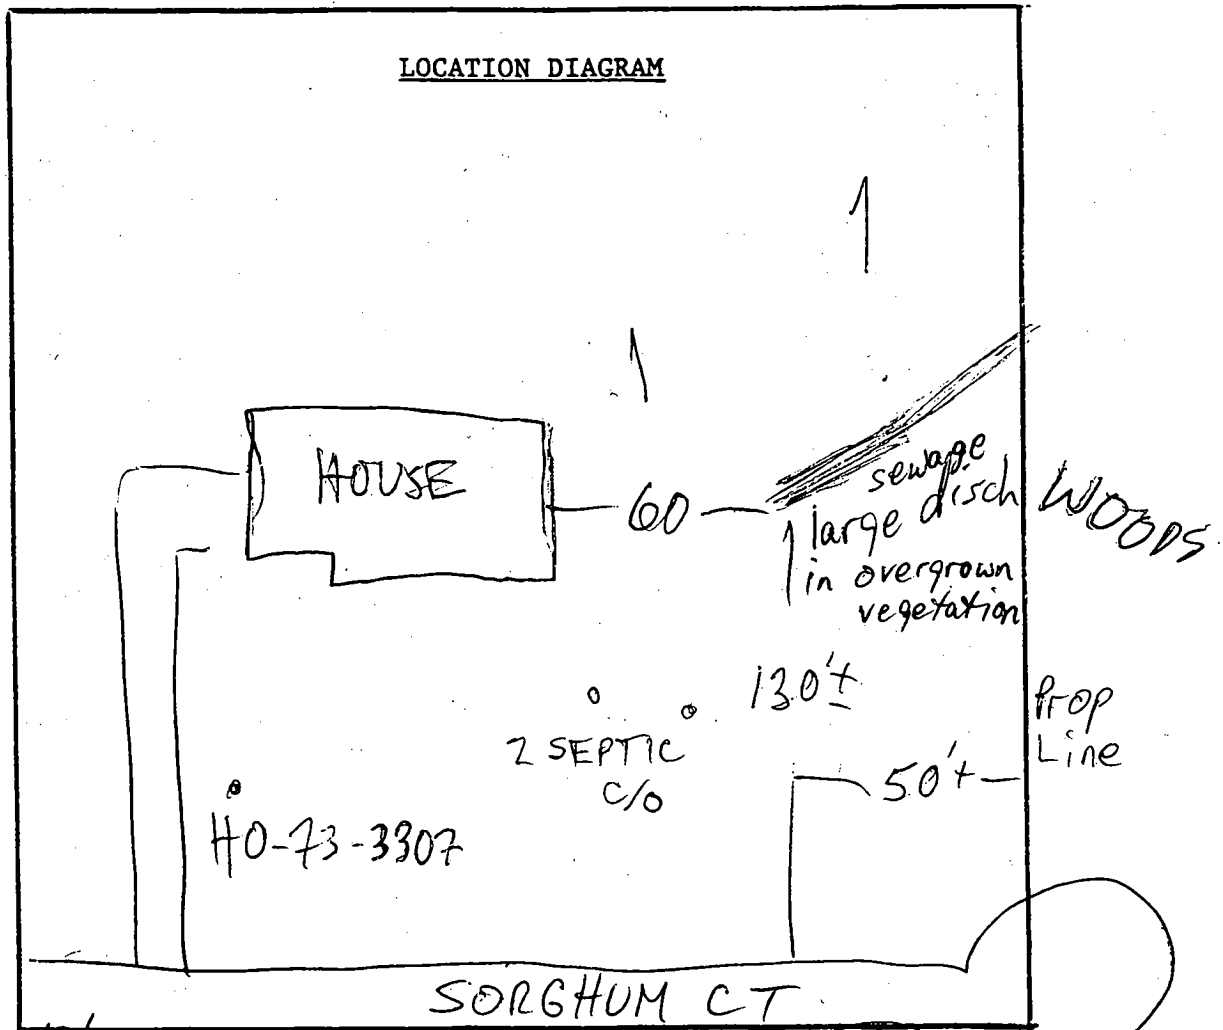 LOCATION DIAGRAM
HOUSE
60
sewage
large disch
in overgrown
vegetation
WOODS
130'±
Prop
Line
2 SEPTIC
C/O
50'+
HO-73-3307
SORGHUM CT